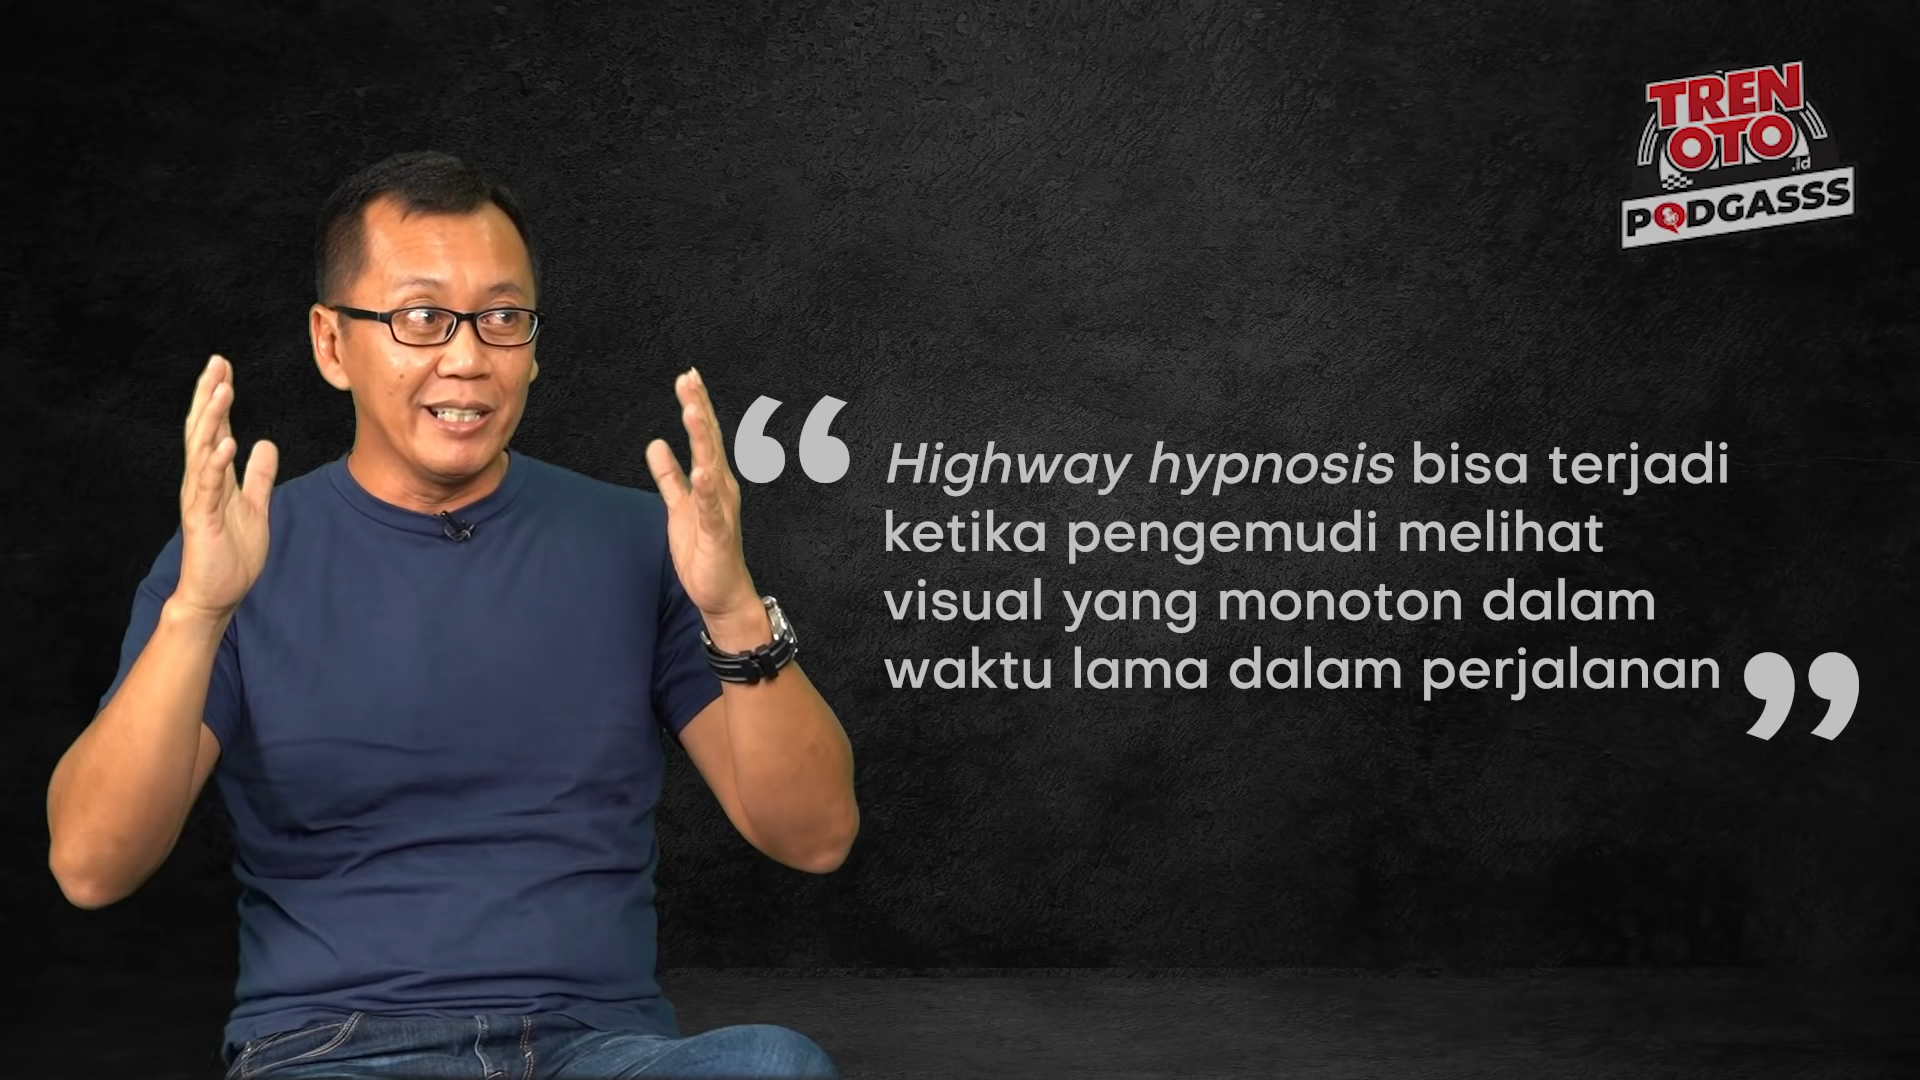 TREN
OTO
.id
PODGASSS
“
Highway hypnosis bisa terjadi
ketika pengemudi melihat
visual yang monoton dalam
waktu lama dalam perjalanan
”